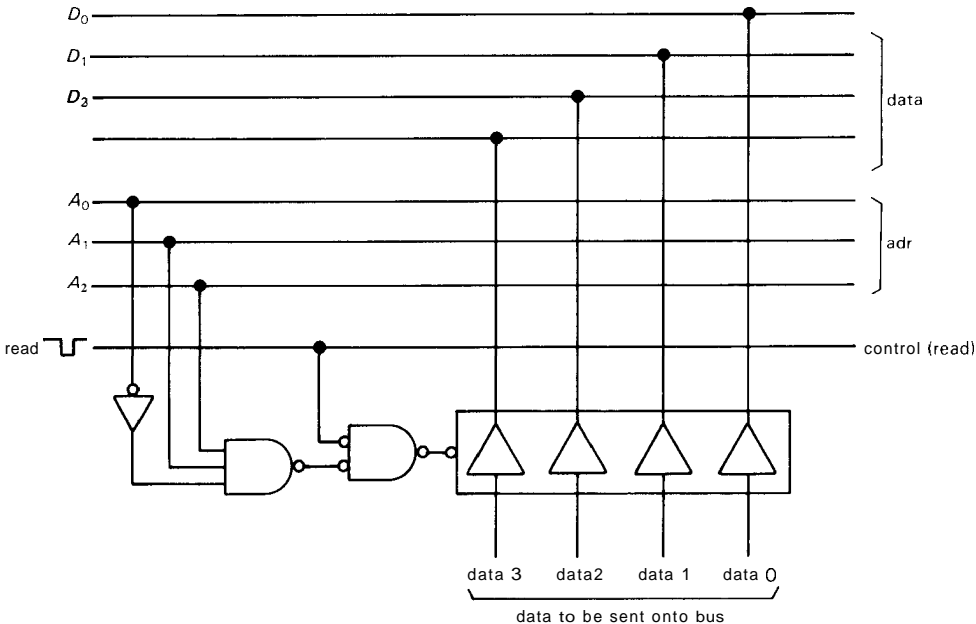 D₀
D₁
D₂
data
A₀
A₁
adr
A₂
read
control (read)
data 3
data2
data 1
data 0
data to be sent onto bus